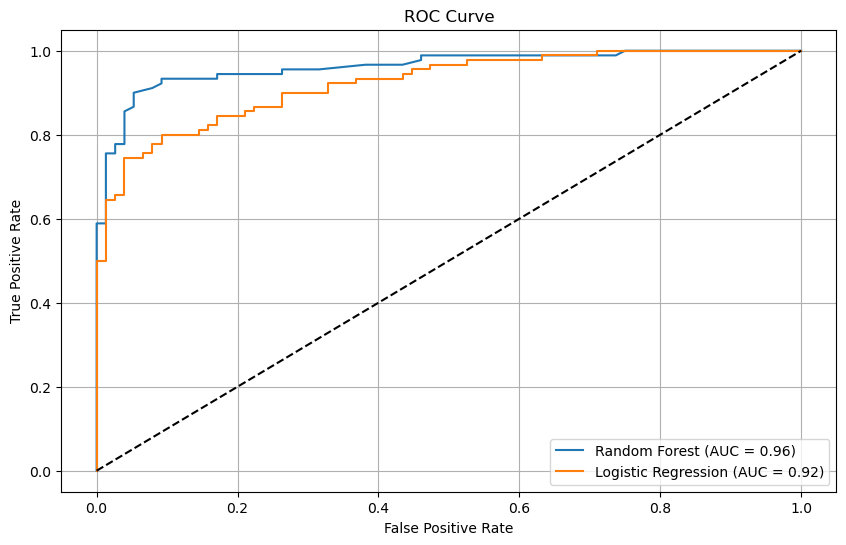 ROC Curve
True Positive Rate
1.0
0.8
0.6
0.4
0.2
0.0
0.0 0.2 0.4 0.6 0.8 1.0
False Positive Rate
Random Forest (AUC = 0.96)
Logistic Regression (AUC = 0.92)